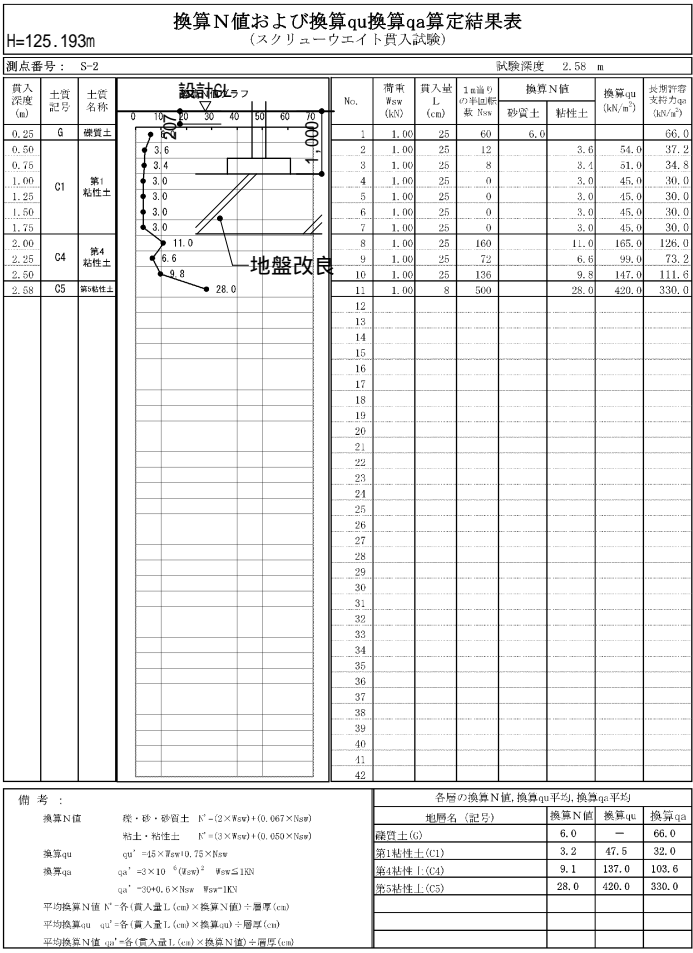 換算Ｎ値および換算qu換算qa算定結果表
(スクリューウエイト貫入試験)
H=125.193m
測点番号： S-2 試験深度 2.58 m
貫入深度(m) 土質記号 土質名称 No. 荷重Wsw(kN) 貫入量L(cm) 1m当りの半回転数 Nsw 換算Ｎ値 砂質土 粘性土 換算qu(kN/㎡) 長期許容支持力qa(kN/㎡)
設計GL
0 10 20 30 40 50 60 70
207
1,000
0.25 G 礫質土 1 1.00 25 60 6.0 66.0
0.50 3.6 2 1.00 25 12 3.6 54.0 37.2
0.75 3.4 3 1.00 25 8 3.4 51.0 34.8
1.00 3.0 4 1.00 25 0 3.0 45.0 30.0
C1 第1粘性土
1.25 3.0 5 1.00 25 0 3.0 45.0 30.0
1.50 3.0 6 1.00 25 0 3.0 45.0 30.0
1.75 3.0 7 1.00 25 0 3.0 45.0 30.0
2.00 11.0 8 1.00 25 160 11.0 165.0 126.0
2.25 C4 第4粘性土 6.6 地盤改良 9 1.00 25 72 6.6 99.0 73.2
2.50 9.8 10 1.00 25 136 9.8 147.0 111.6
2.58 C5 第5粘性土 28.0 11 1.00 8 500 28.0 420.0 330.0
12
13
14
15
16
17
18
19
20
21
22
23
24
25
26
27
28
29
30
31
32
33
34
35
36
37
38
39
40
41
42
備 考 :
換算Ｎ値 礫・砂・砂質土 N'=(2×Wsw)+(0.067×Nsw)
粘土・粘性土 N'=(3×Wsw)+(0.050×Nsw)
換算qu qu'=45×Wsw+0.75×Nsw
換算qa qa'=3×10⁻⁶(Wsw)² Wsw≦1KN
qa'=30+0.6×Nsw Wsw=1KN
平均換算Ｎ値 N'=各(貫入量Ｌ(cm)×換算Ｎ値)÷層厚(cm)
平均換算qu qu'=各(貫入量Ｌ(cm)×換算qu)÷層厚(cm)
平均換算Ｎ値 qa'=各(貫入量Ｌ(cm)×換算Ｎ値)÷層厚(cm)
各層の換算Ｎ値,換算qu平均,換算qa平均
地層名（記号） 換算Ｎ値 換算qu 換算qa
礫質土(G) 6.0 － 66.0
第1粘性土(C1) 3.2 47.5 32.0
第4粘性土(C4) 9.1 137.0 103.6
第5粘性土(C5) 28.0 420.0 330.0